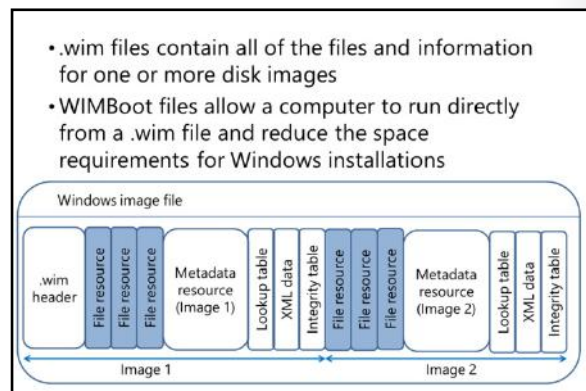 • .wim files contain all of the files and information
for one or more disk images
• WIMBoot files allow a computer to run directly
from a .wim file and reduce the space
requirements for Windows installations
Windows image file
.wim
header
File resource
File resource
File resource
Metadata
resource
(Image 1)
Lookup table
XML data
Integrity table
File resource
File resource
File resource
Metadata
resource
(Image 2)
Lookup table
XML data
Integrity table
Image 1
Image 2